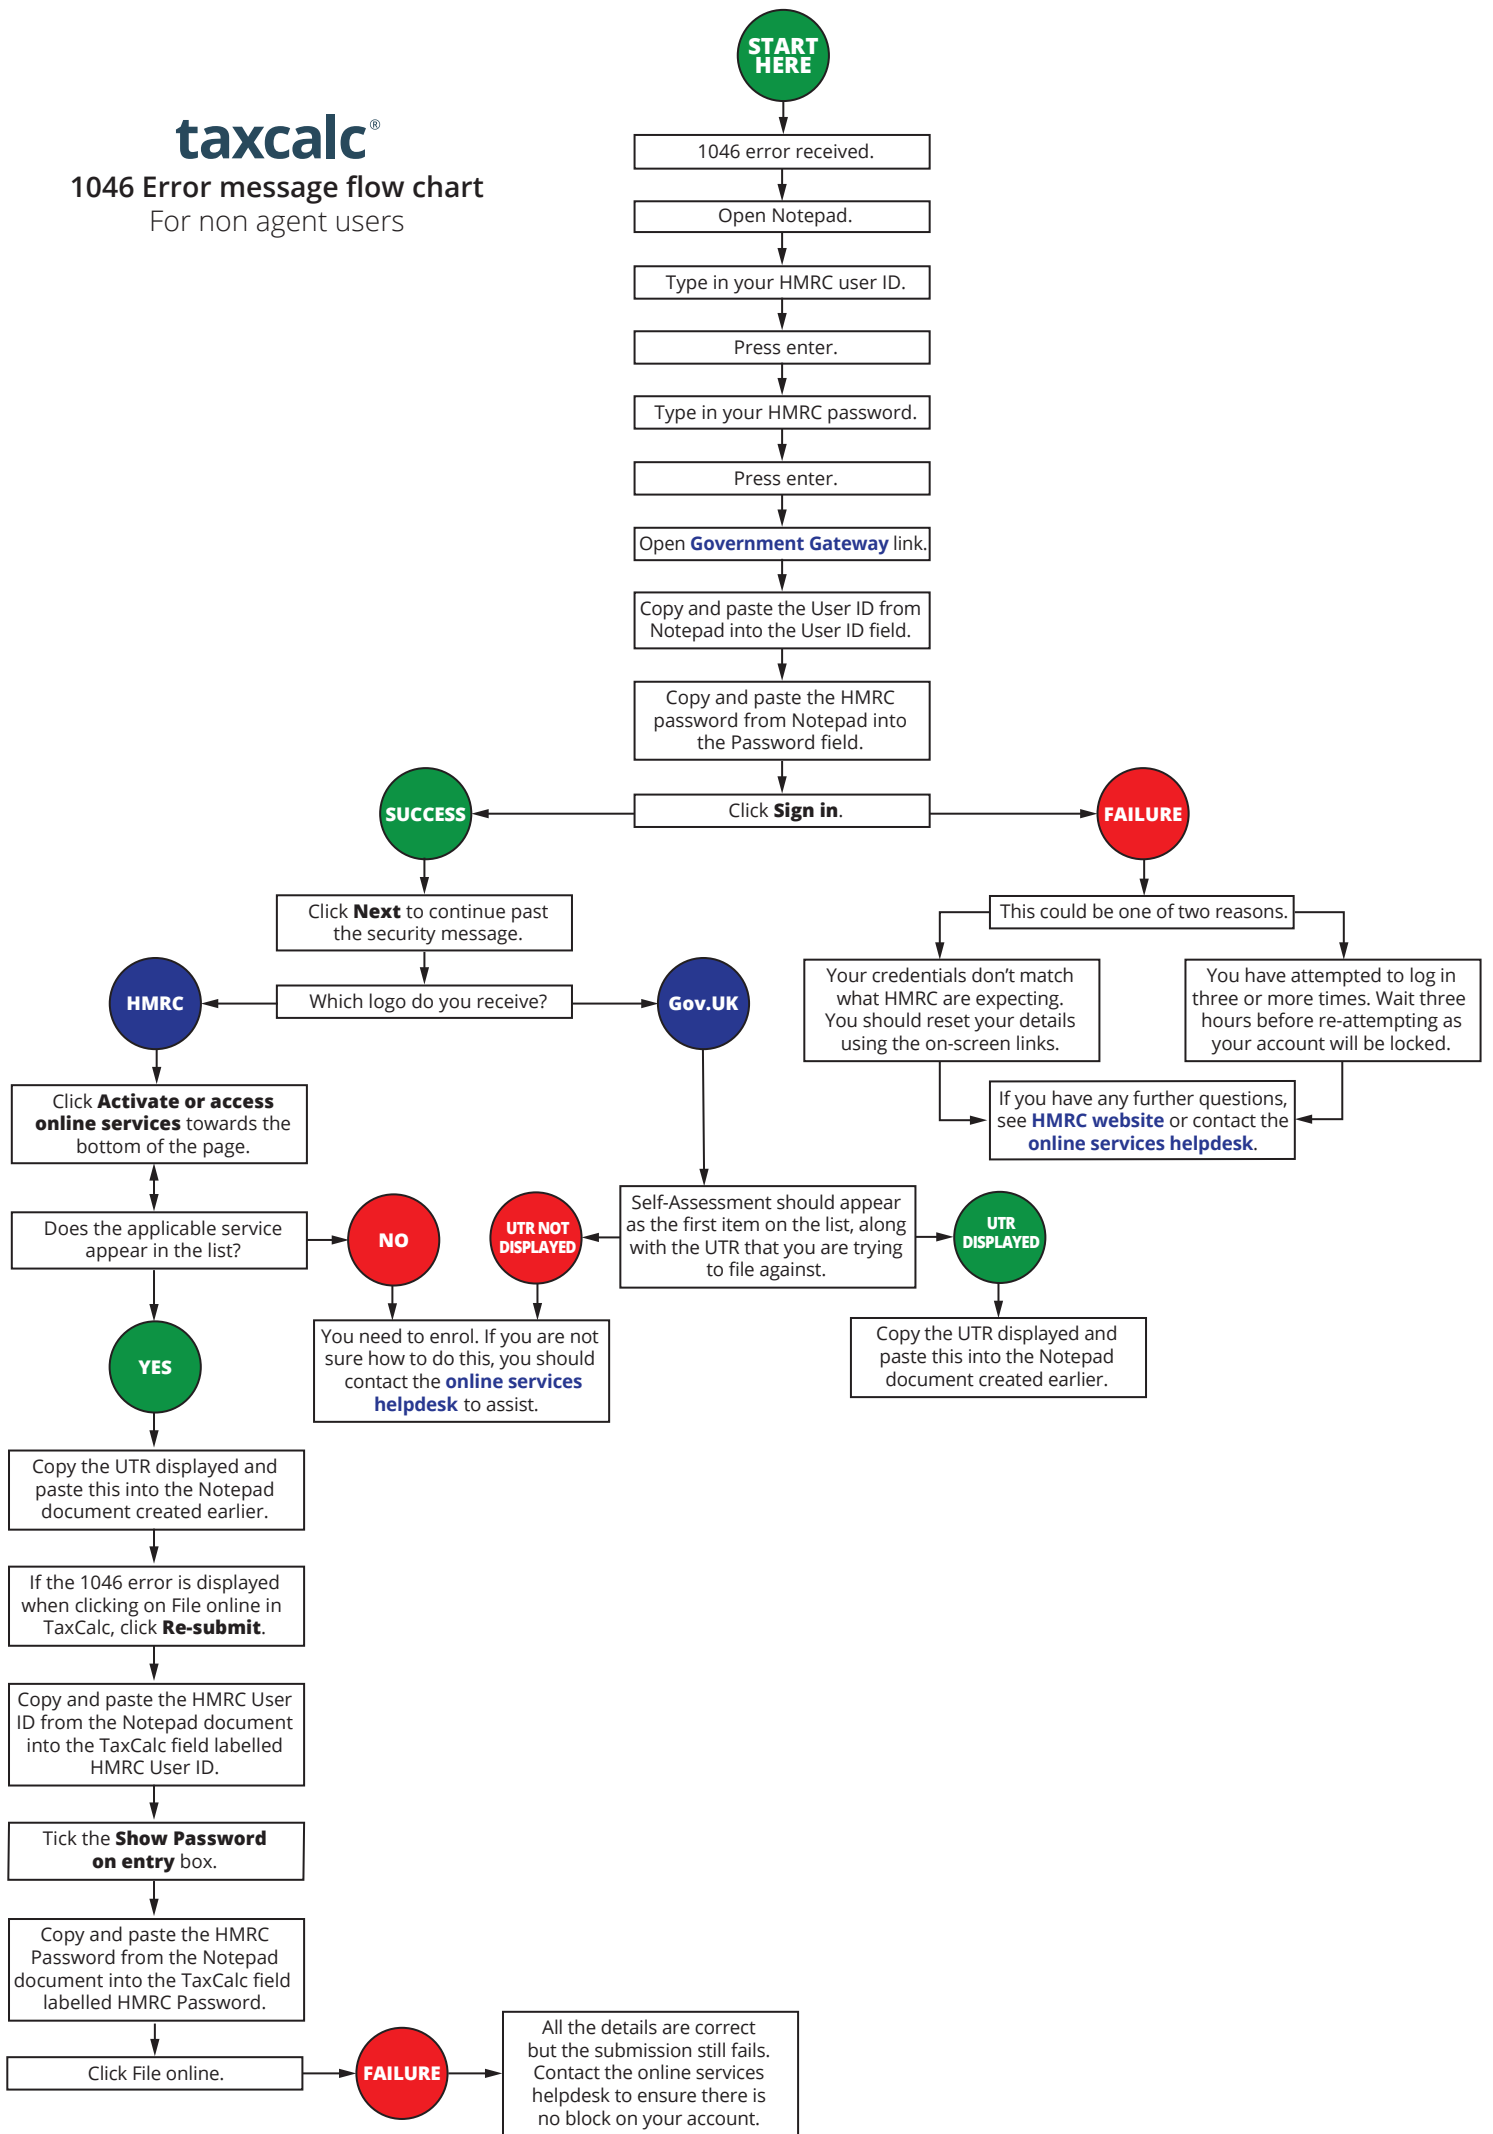 START
HERE
taxcalc®
1046 Error message flow chart
For non agent users
1046 error received.
Open Notepad.
Type in your HMRC user ID.
Press enter.
Type in your HMRC password.
Press enter.
Open Government Gateway link.
Copy and paste the User ID from
Notepad into the User ID field.
Copy and paste the HMRC
password from Notepad into
the Password field.
Click Sign in.
SUCCESS
FAILURE
Click Next to continue past
the security message.
Which logo do you receive?
HMRC
Gov.UK
This could be one of two reasons.
Your credentials don’t match
what HMRC are expecting.
You should reset your details
using the on-screen links.
You have attempted to log in
three or more times. Wait three
hours before re-attempting as
your account will be locked.
If you have any further questions,
see HMRC website or contact the
online services helpdesk.
Click Activate or access
online services towards the
bottom of the page.
Does the applicable service
appear in the list?
NO
UTR NOT
DISPLAYED
Self-Assessment should appear
as the first item on the list, along
with the UTR that you are trying
to file against.
UTR
DISPLAYED
You need to enrol. If you are not
sure how to do this, you should
contact the online services
helpdesk to assist.
Copy the UTR displayed and
paste this into the Notepad
document created earlier.
YES
Copy the UTR displayed and
paste this into the Notepad
document created earlier.
If the 1046 error is displayed
when clicking on File online in
TaxCalc, click Re-submit.
Copy and paste the HMRC User
ID from the Notepad document
into the TaxCalc field labelled
HMRC User ID.
Tick the Show Password
on entry box.
Copy and paste the HMRC
Password from the Notepad
document into the TaxCalc field
labelled HMRC Password.
Click File online.
FAILURE
All the details are correct
but the submission still fails.
Contact the online services
helpdesk to ensure there is
no block on your account.